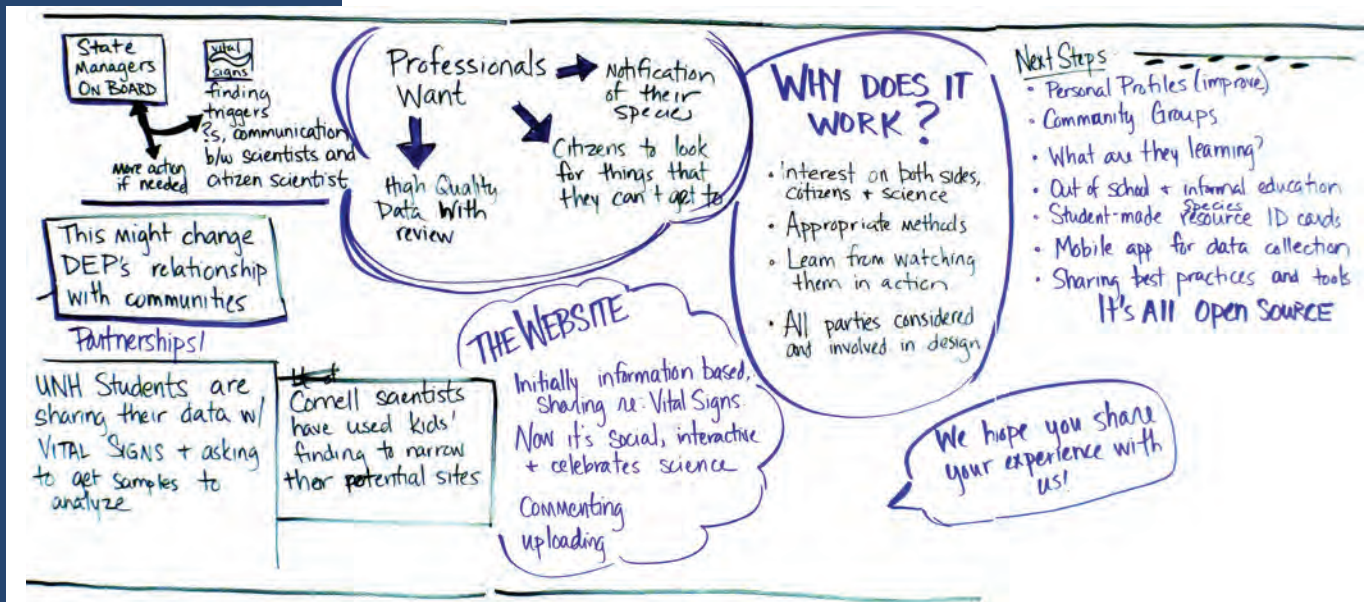 State
Managers
ON BOARD
More action
if needed
vital
signs
finding
triggers
?s, communication
b/w scientists and
citizen scientist
This might change
DEP's relationship
with communities
Partnerships!
UNH Students are
sharing their data w/
VITAL SIGNS + asking
to get samples to
analyze
Cornell scientists
have used kids'
finding to narrow
their potential sites
Professionals
Want
Notification
of their
species
Citizens to look
for things that
they can't get to
High Quality
Data With
review
THE WEBSITE
Initially information based,
sharing re: Vital Signs
Now it's social, interactive
+ celebrates science
Commenting
uploading
WHY DOES IT
WORK?
• interest on both sides,
citizens + science
• Appropriate methods
• Learn from watching
them in action
• All parties considered
and involved in design
Next Steps
• Personal Profiles (improve)
• Community Groups
• What are they learning?
• Out of school + informal education
• Student-made Species resource ID cards
• Mobile app for data collection
• Sharing best practices and tools
It's All Open Source
We hope you share
your experience with
us!